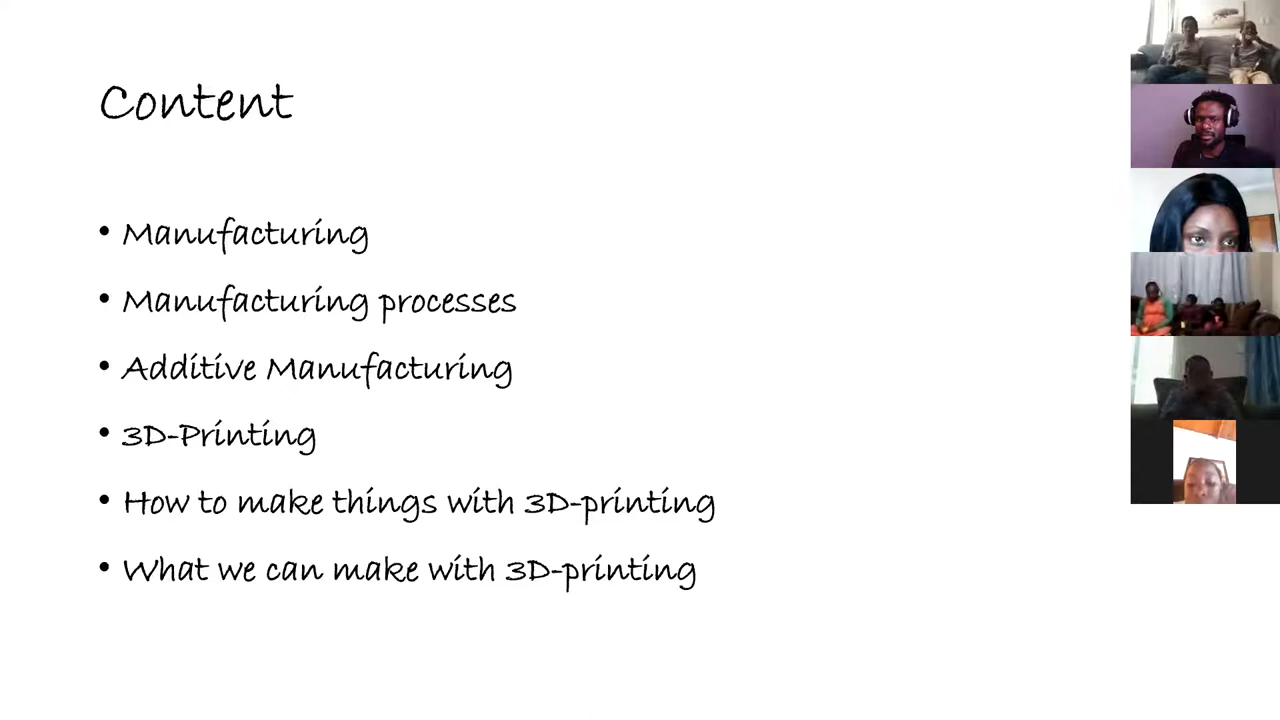 Content
• Manufacturing
• Manufacturing processes
• Additive Manufacturing
• 3D-Printing
• How to make things with 3D-printing
• What we can make with 3D-printing